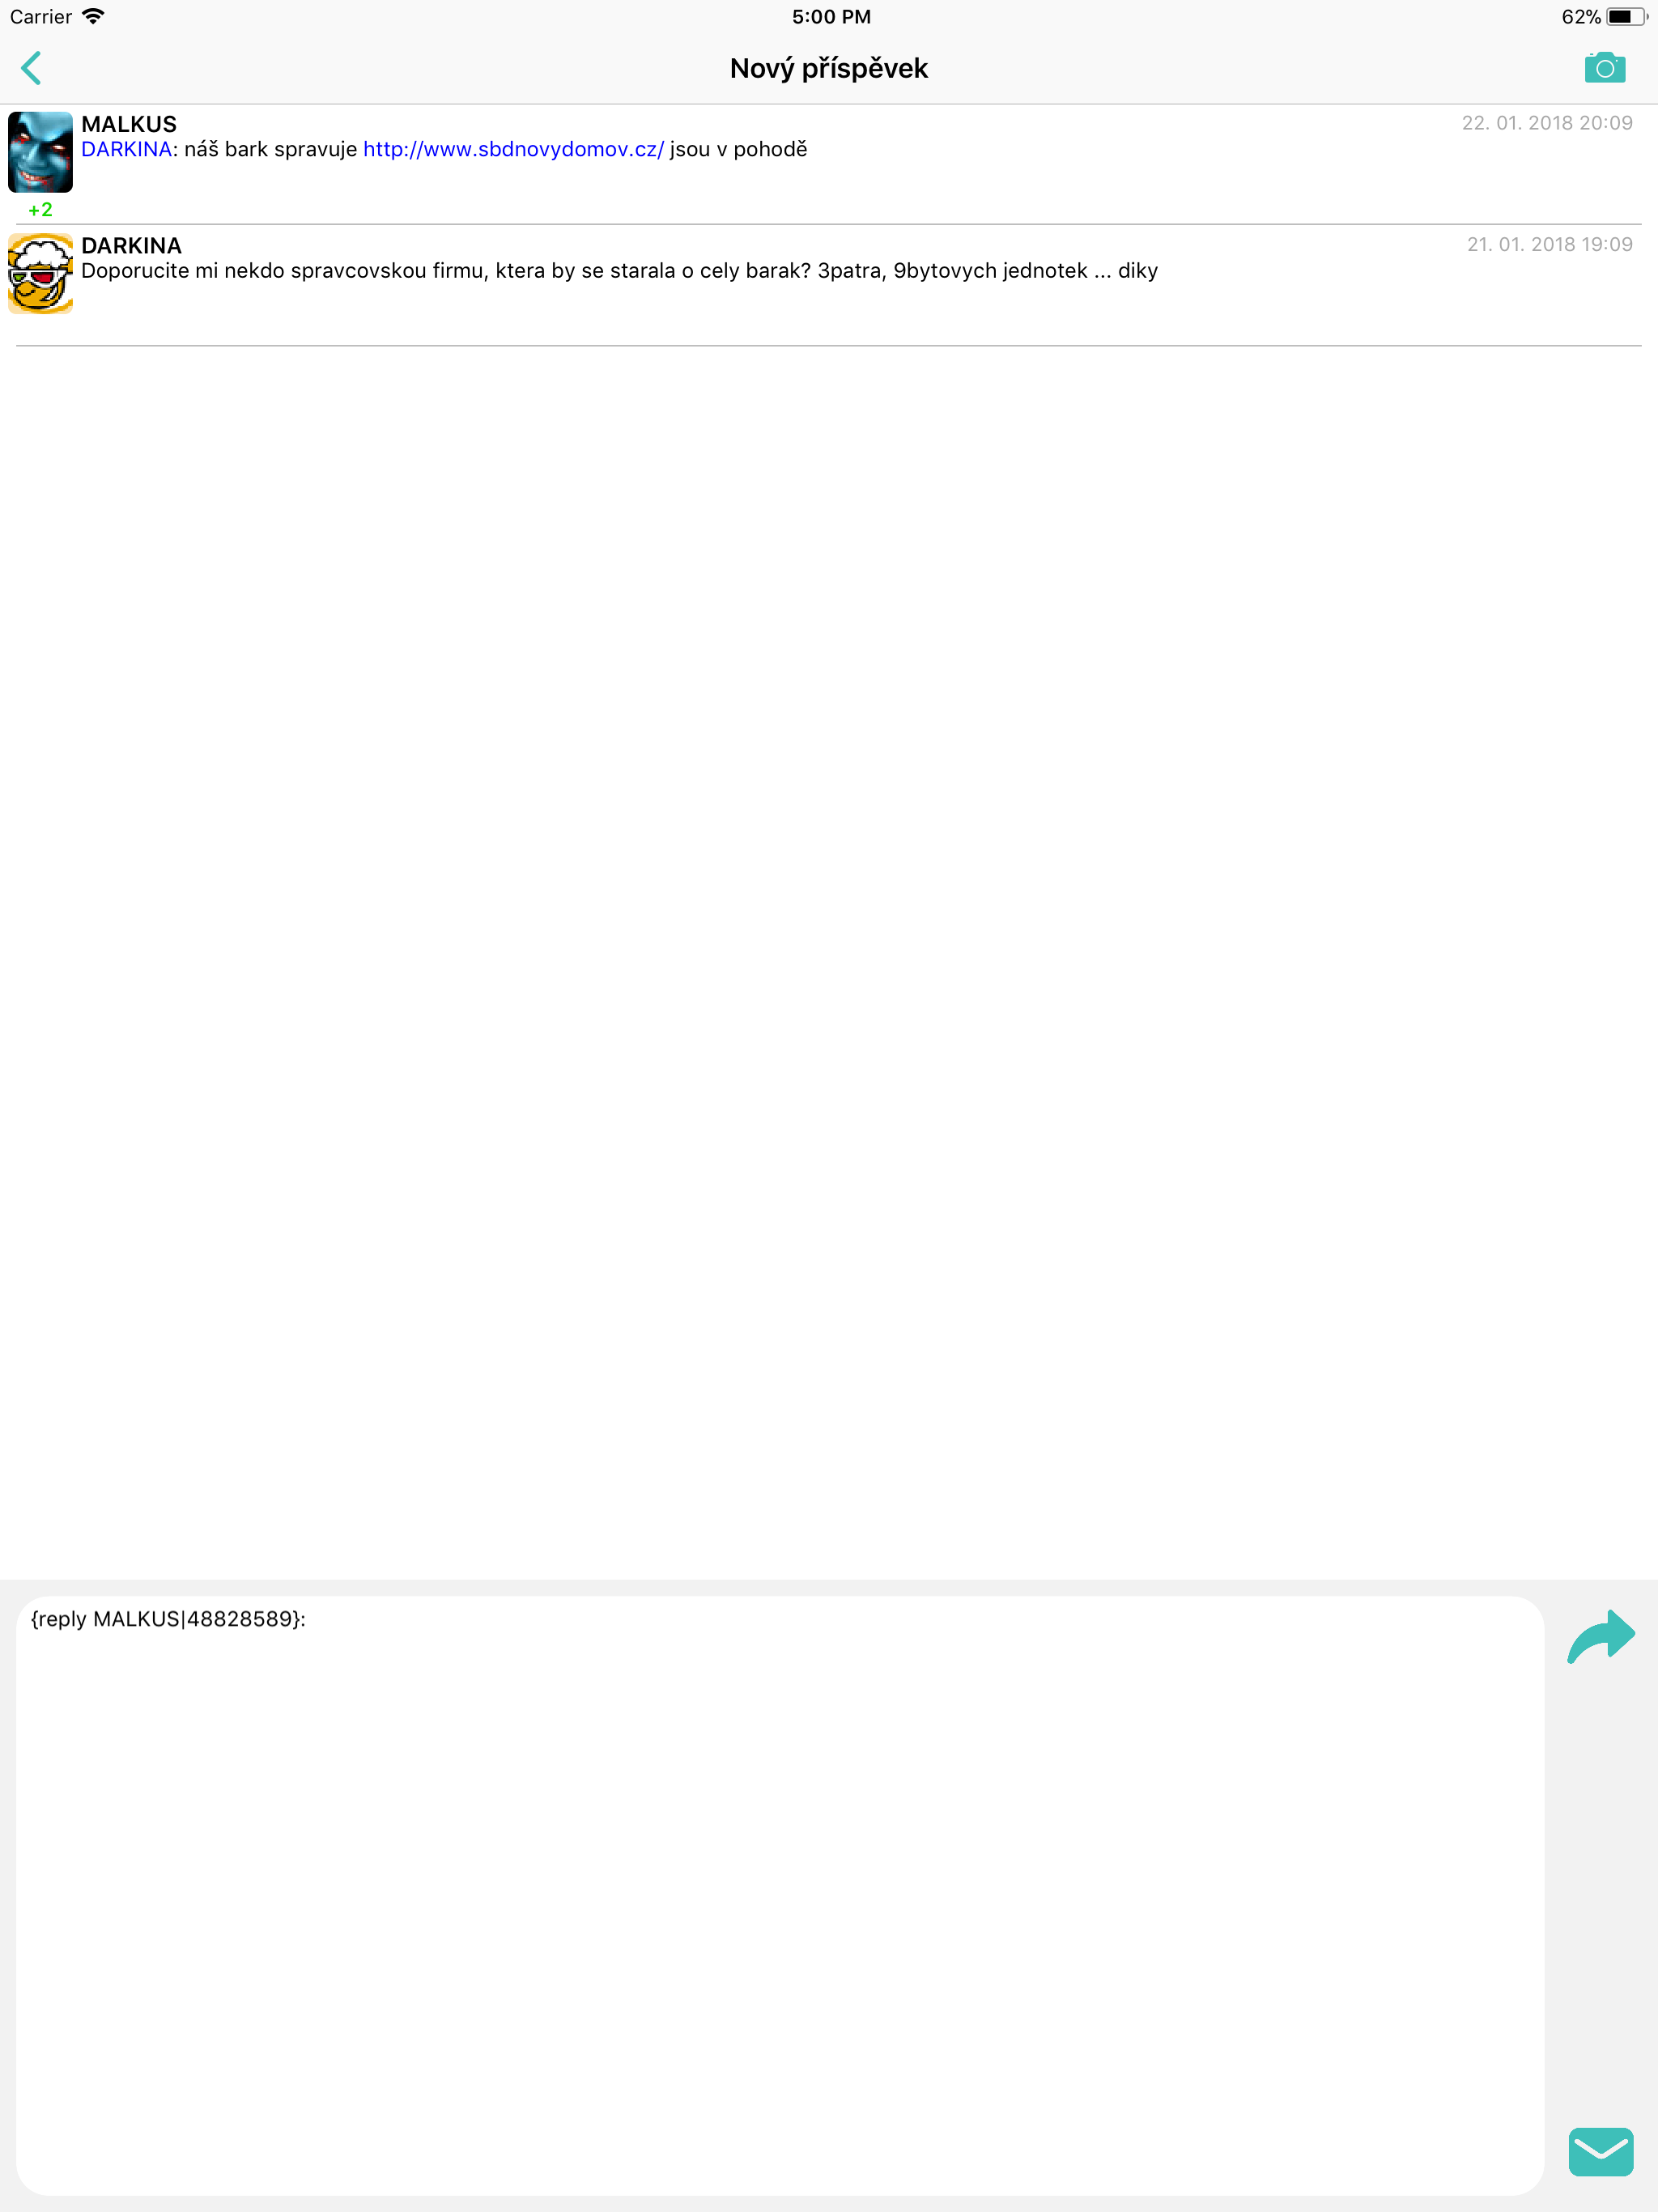 Carrier 5:00 PM 62%
Nový příspěvek
MALKUS 22. 01. 2018 20:09
DARKINA: náš bark spravuje http://www.sbdnovydomov.cz/ jsou v pohodě
+2
DARKINA 21. 01. 2018 19:09
Doporucite mi nekdo spravcovskou firmu, ktera by se starala o cely barak? 3patra, 9bytovych jednotek ... diky
{reply MALKUS|48828589}: